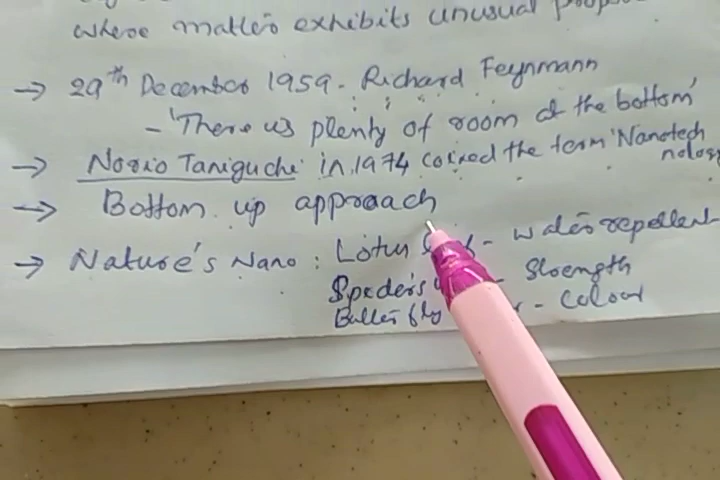 where matter exhibits unusual
→ 29th December 1959 - Richard Feynmann
- 'There is plenty of room at the bottom'
→ Norio Taniguchi in 1974 coined the term 'Nanotech
nology
→ Bottom up approach
→ Nature's Nano : Lotus - water repellent
Spider's - Strength
Butterfly - Colour